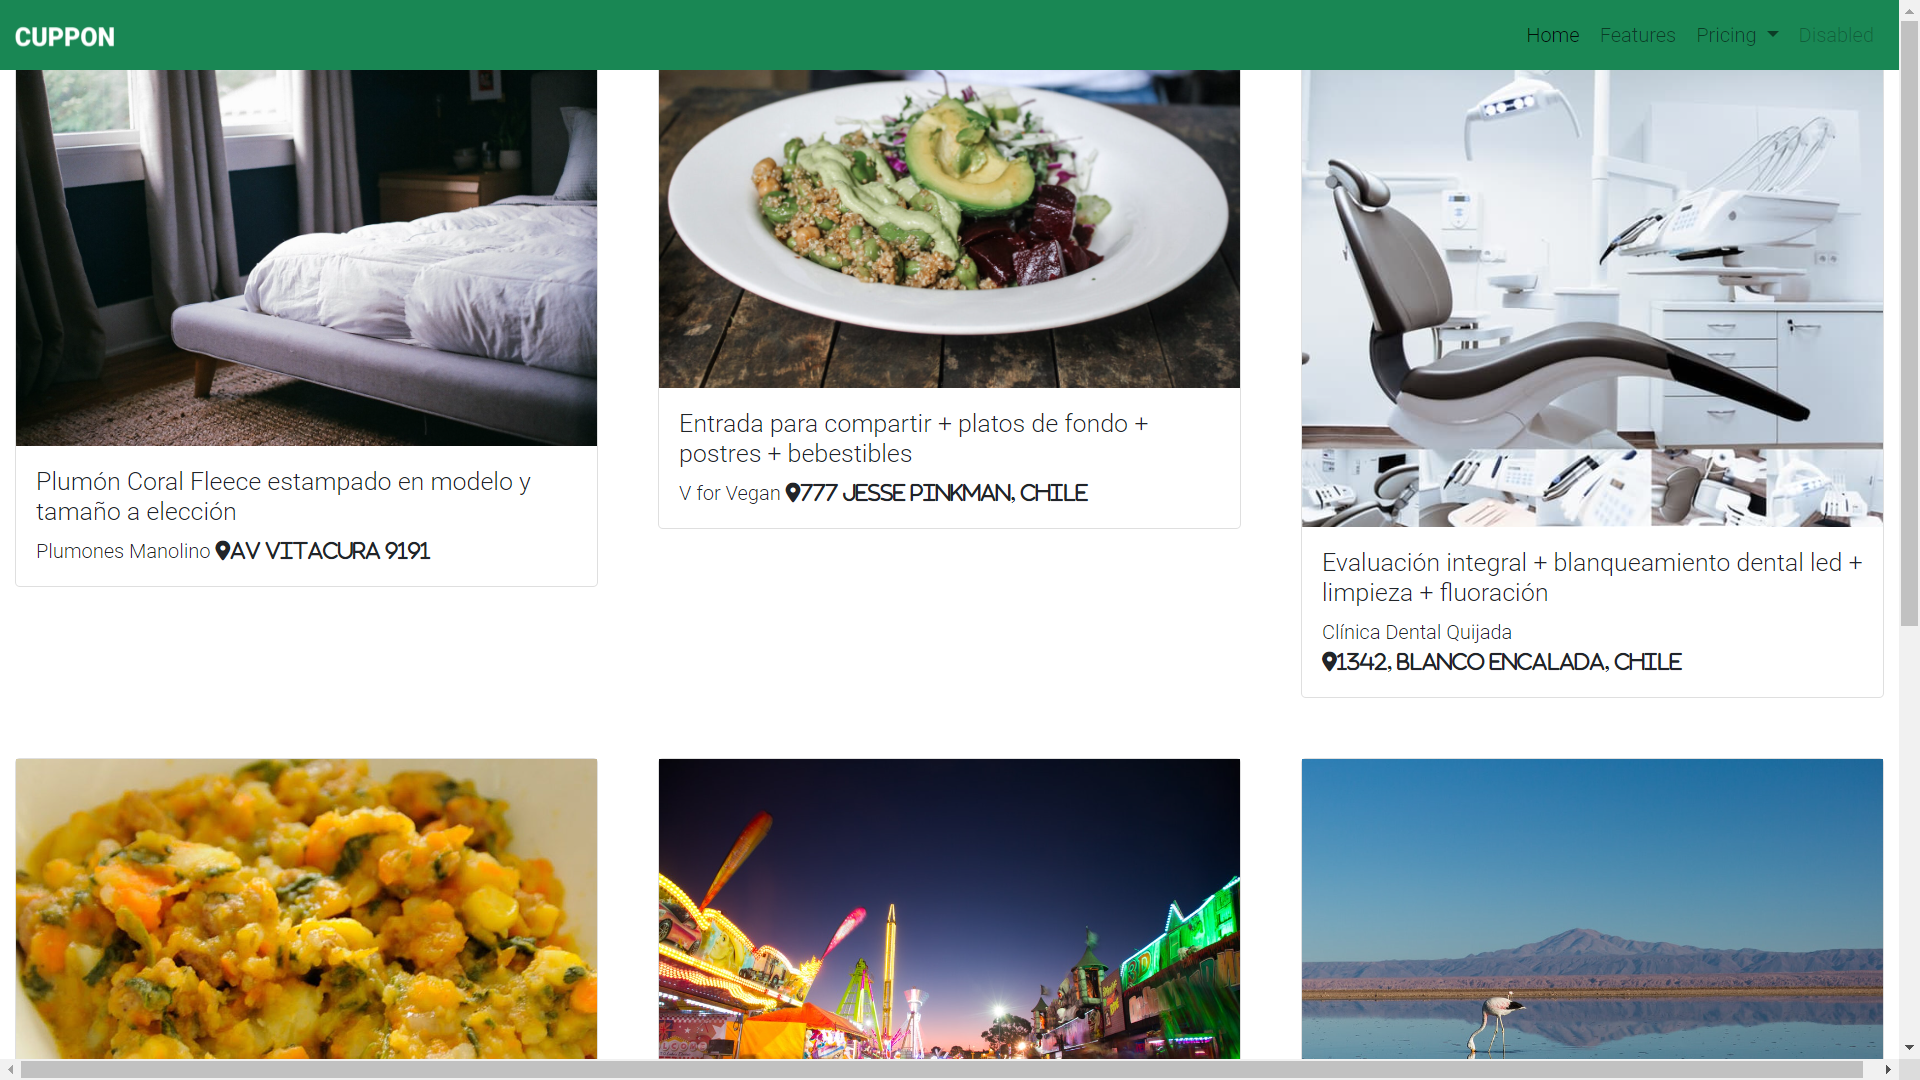 CUPPON
Home Features Pricing Disabled
Plumón Coral Fleece estampado en modelo y
tamaño a elección
Plumones Manolino AV VITACURA 9191
Entrada para compartir + platos de fondo +
postres + bebestibles
V for Vegan 777 JESSE PINKMAN, CHILE
Evaluación integral + blanqueamiento dental led +
limpieza + fluoración
Clínica Dental Quijada
1342, BLANCO ENCALADA, CHILE